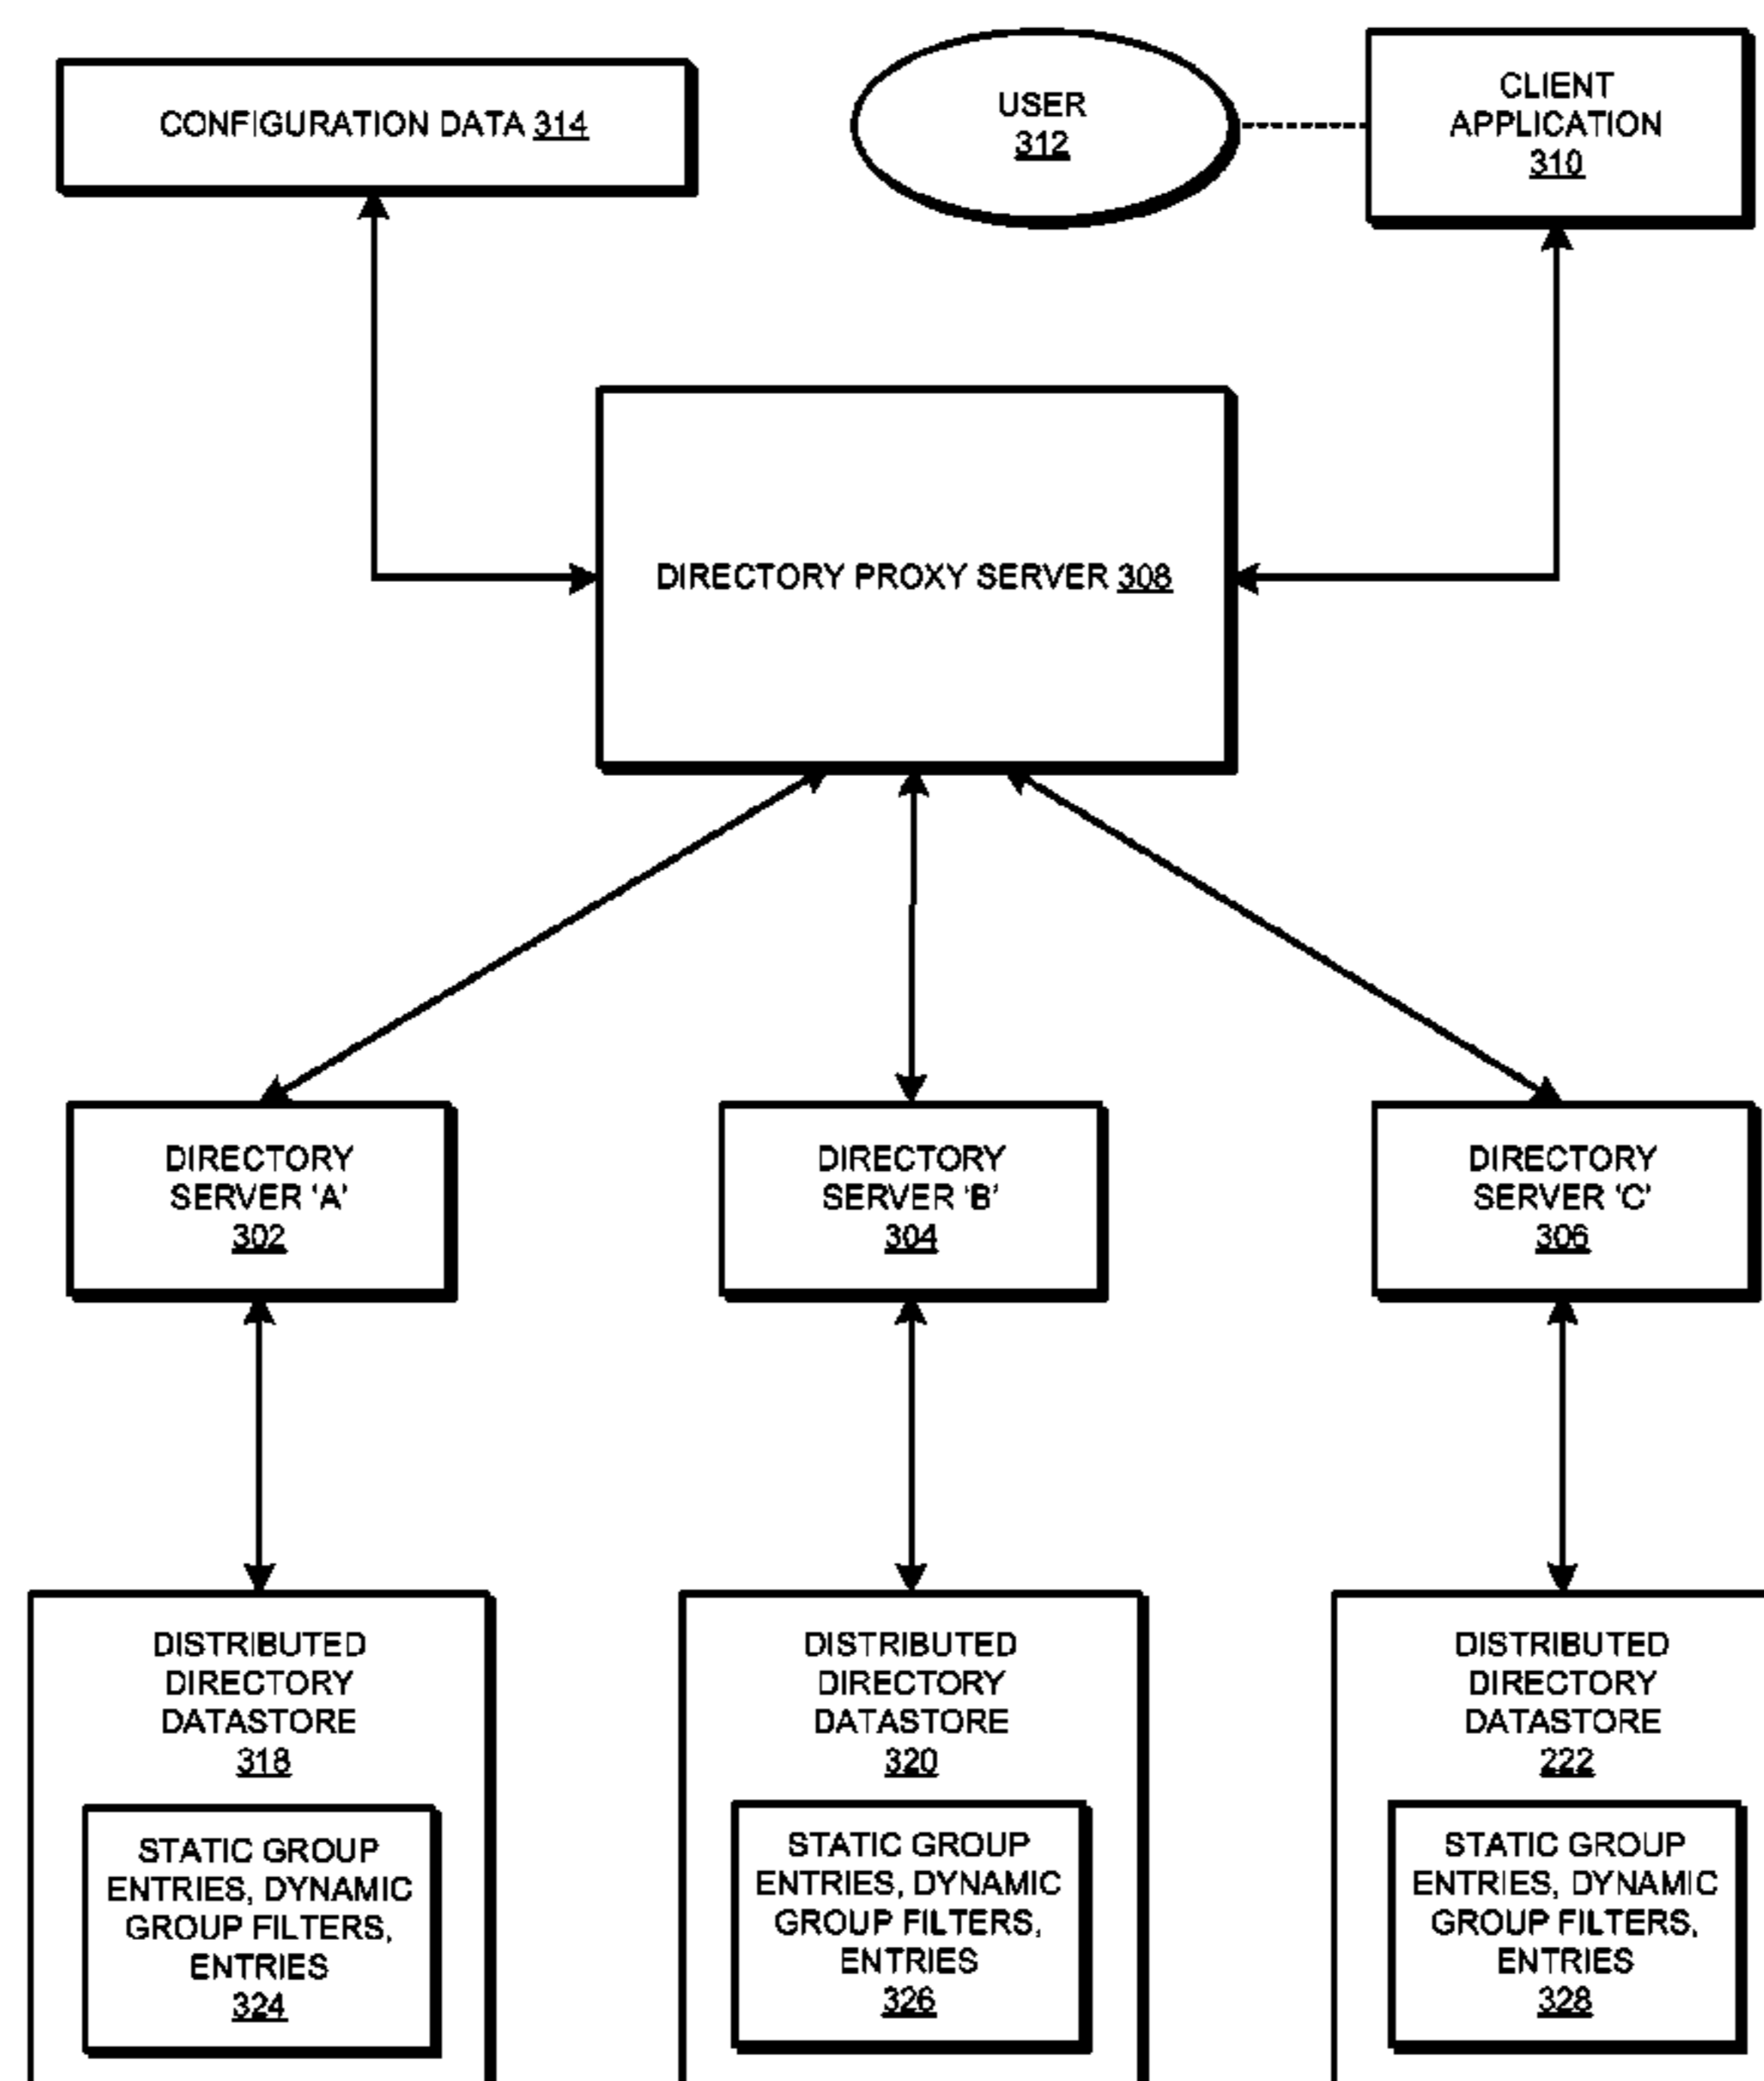 CONFIGURATION DATA 314
USER
312
CLIENT
APPLICATION
310
DIRECTORY PROXY SERVER 308
DIRECTORY
SERVER 'A'
302
DIRECTORY
SERVER 'B'
304
DIRECTORY
SERVER 'C'
306
DISTRIBUTED
DIRECTORY
DATASTORE
318
STATIC GROUP
ENTRIES, DYNAMIC
GROUP FILTERS,
ENTRIES
324
DISTRIBUTED
DIRECTORY
DATASTORE
320
STATIC GROUP
ENTRIES, DYNAMIC
GROUP FILTERS,
ENTRIES
326
DISTRIBUTED
DIRECTORY
DATASTORE
222
STATIC GROUP
ENTRIES, DYNAMIC
GROUP FILTERS,
ENTRIES
328